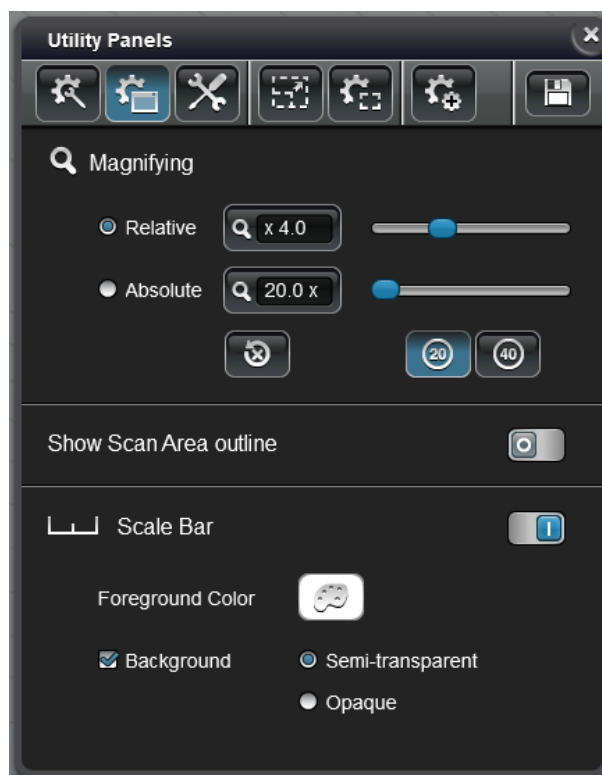 Utility Panels
Magnifying
Relative x 4.0
Absolute 20.0 x
20 40
Show Scan Area outline
Scale Bar
Foreground Color
Background Semi-transparent
Opaque